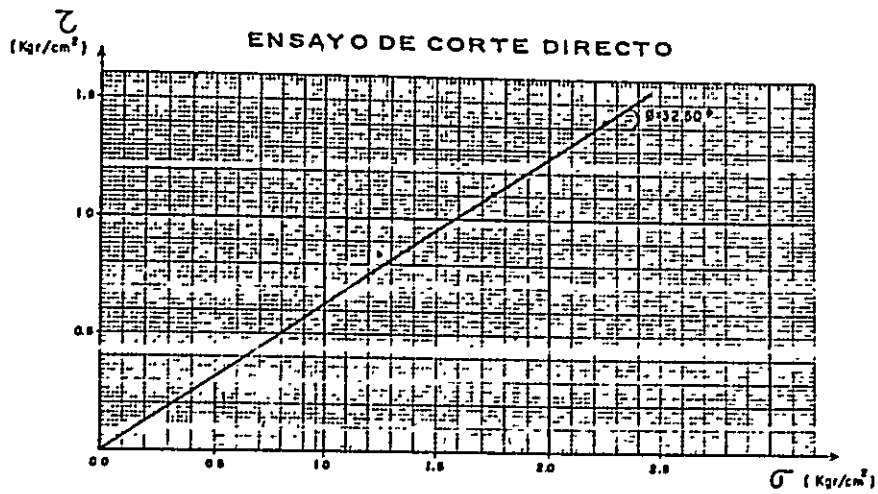 ENSAYO DE CORTE DIRECTO
τ
(Kgr/cm²)
1.5
Ø=32,50°
1.0
0.5
0.0 0.5 1.0 1.5 2.0 2.5
σ (Kgr/cm²)